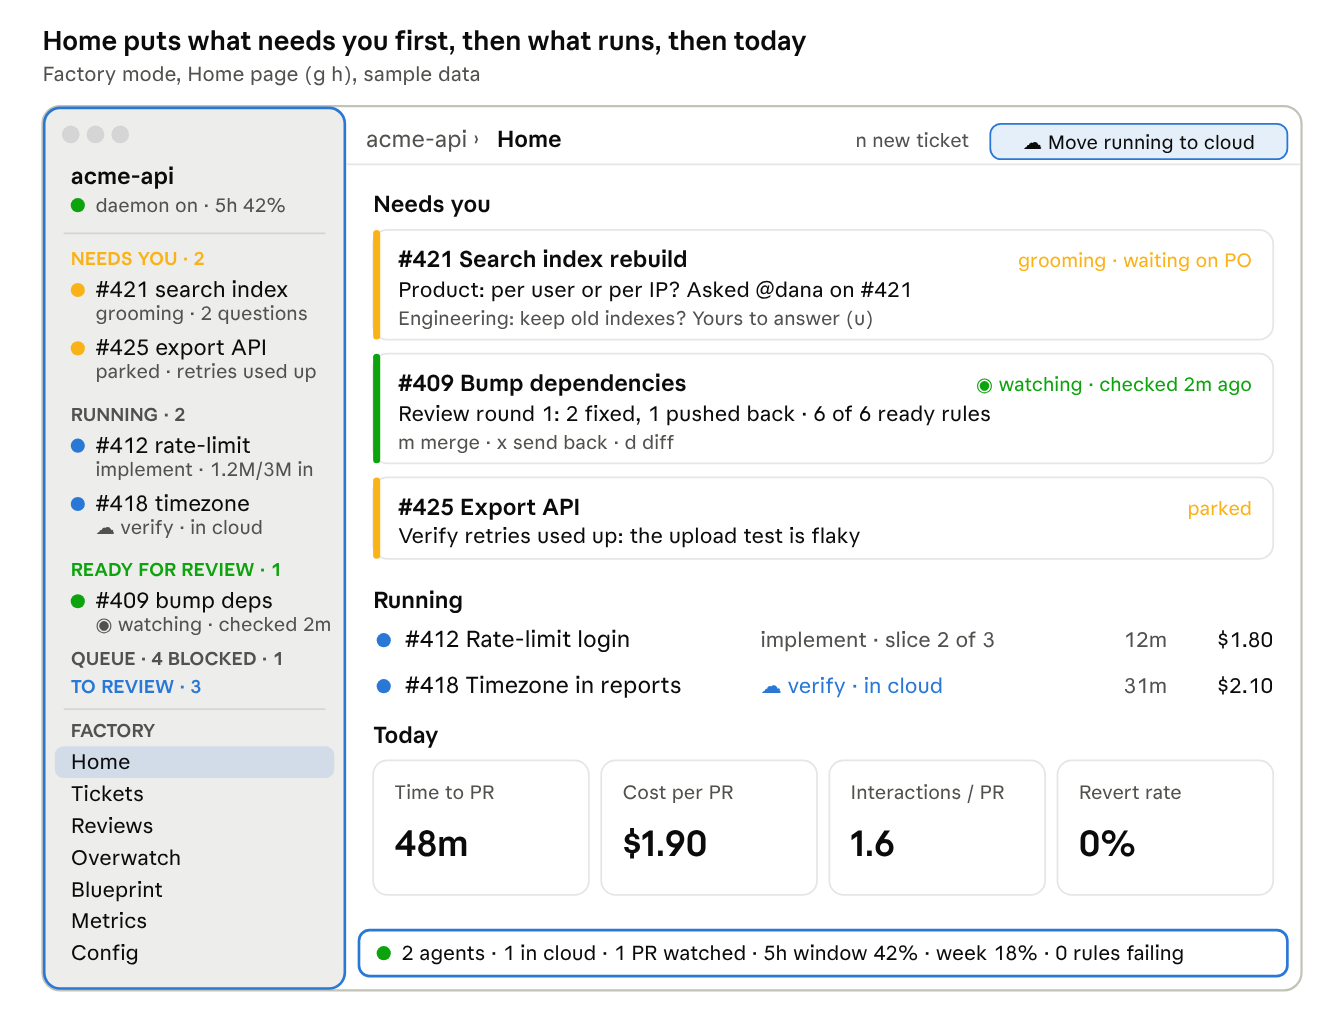 Home puts what needs you first, then what runs, then today
Factory mode, Home page (g h), sample data
acme-api
daemon on · 5h 42%
NEEDS YOU · 2
#421 search index
grooming · 2 questions
#425 export API
parked · retries used up
RUNNING · 2
#412 rate-limit
implement · 1.2M/3M in
#418 timezone
☁ verify · in cloud
READY FOR REVIEW · 1
#409 bump deps
◉ watching · checked 2m
QUEUE · 4 BLOCKED · 1
TO REVIEW · 3
FACTORY
Home
Tickets
Reviews
Overwatch
Blueprint
Metrics
Config
acme-api › Home
n new ticket
☁ Move running to cloud
Needs you
#421 Search index rebuild
grooming · waiting on PO
Product: per user or per IP? Asked @dana on #421
Engineering: keep old indexes? Yours to answer (u)
#409 Bump dependencies
◉ watching · checked 2m ago
Review round 1: 2 fixed, 1 pushed back · 6 of 6 ready rules
m merge · x send back · d diff
#425 Export API
parked
Verify retries used up: the upload test is flaky
Running
#412 Rate-limit login implement · slice 2 of 3 12m $1.80
#418 Timezone in reports ☁ verify · in cloud 31m $2.10
Today
Time to PR
48m
Cost per PR
$1.90
Interactions / PR
1.6
Revert rate
0%
2 agents · 1 in cloud · 1 PR watched · 5h window 42% · week 18% · 0 rules failing